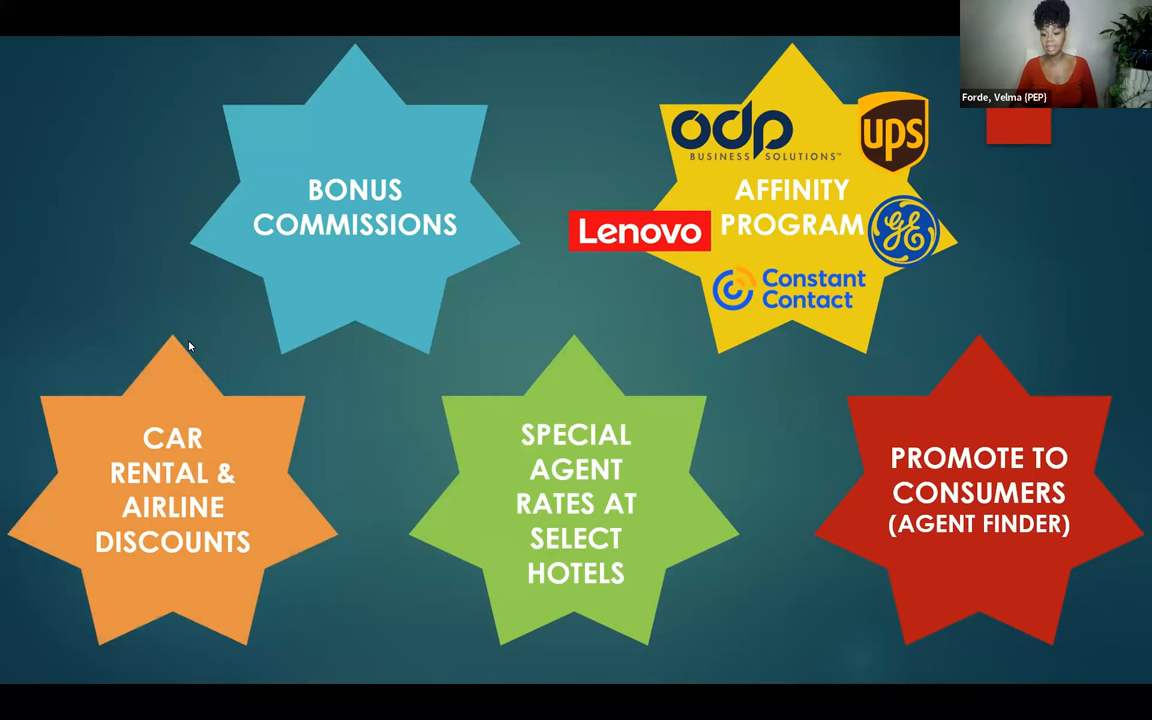 BONUS
COMMISSIONS
odp
BUSINESS SOLUTIONS™
ups
AFFINITY
PROGRAM
Lenovo
GE
Constant
Contact
Forde, Velma {PEP}
CAR
RENTAL &
AIRLINE
DISCOUNTS
SPECIAL
AGENT
RATES AT
SELECT
HOTELS
PROMOTE TO
CONSUMERS
(AGENT FINDER)